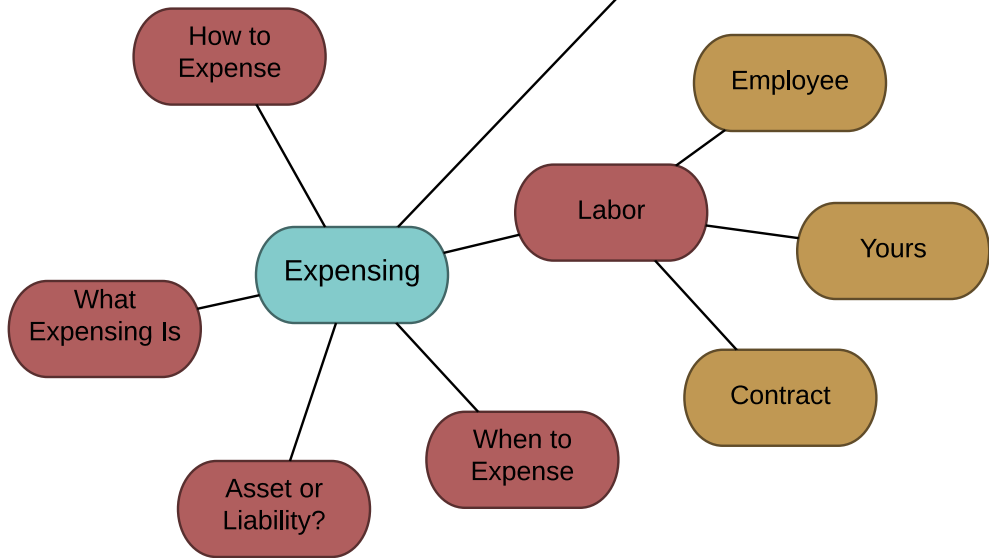 How to
Expense
Employee
Labor
Yours
Expensing
What
Expensing Is
Contract
When to
Expense
Asset or
Liability?